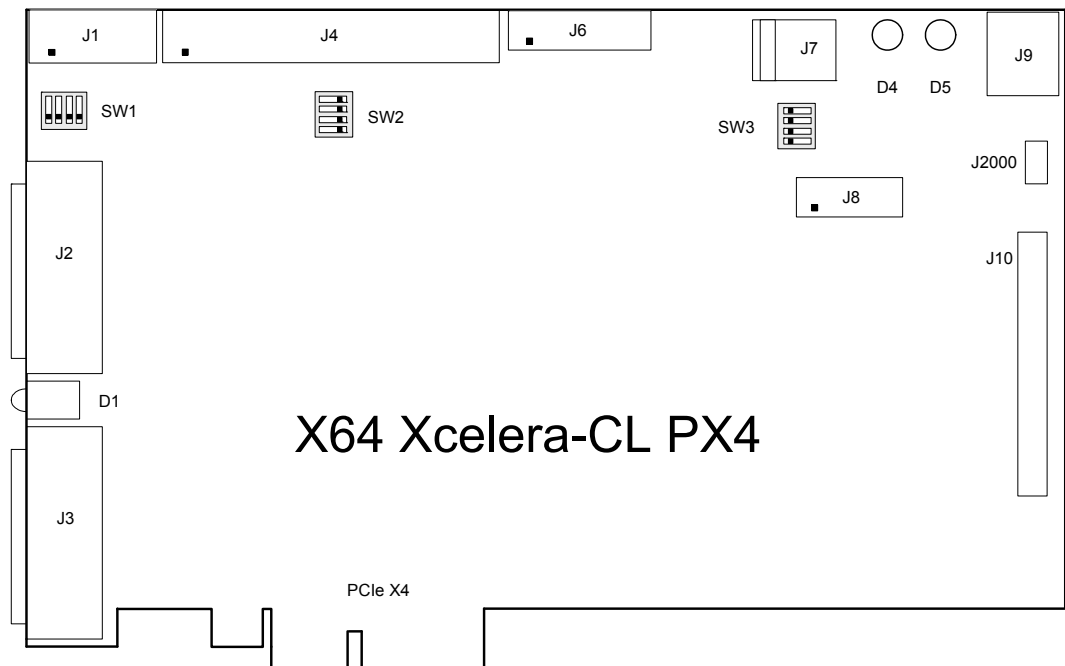 J1
J4
J6
J7
D4
D5
J9
SW1
SW2
SW3
J2000
J8
J2
J10
D1
X64 Xcelera-CL PX4
J3
PCIe X4